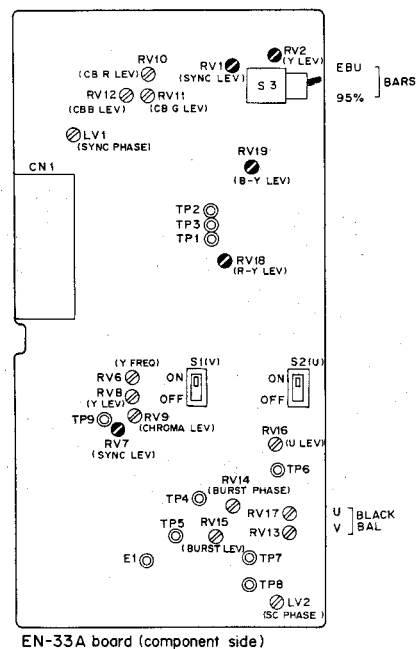 RV10
(CB R LEV)
RV1
(SYNC LEV)
RV2
(Y LEV)
EBU
BARS
95%
S3
RV12
(CBB LEV)
RV11
(CB G LEV)
LV1
(SYNC PHASE)
CN1
RV19
(B-Y LEV)
TP2
TP3
TP1
RV18
(R-Y LEV)
(Y FREQ)
RV6
RV8
(Y LEV)
TP9
RV9
(CHROMA LEV)
RV7
(SYNC LEV)
S1(V)
ON
OFF
S2(U)
ON
OFF
RV16
(U LEV)
TP6
RV14
(BURST PHASE)
TP4
RV17
U
V
BLACK
BAL
TP5
RV15
(BURST LEV)
RV13
E1
TP7
TP8
LV2
(SC PHASE)
EN-33A board (component side)